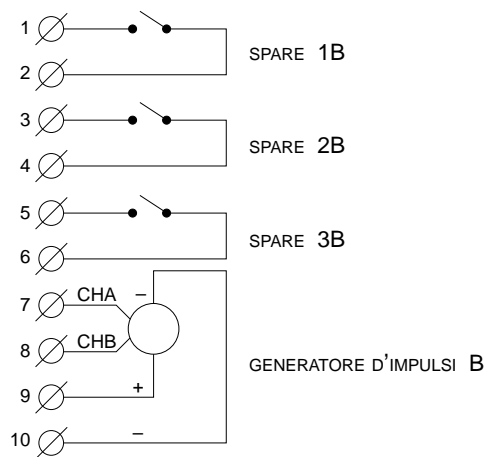 1
SPARE 1B
2
3
SPARE 2B
4
5
SPARE 3B
6
7 CHA –
8 CHB
GENERATORE D'IMPULSI B
9 +
10 –